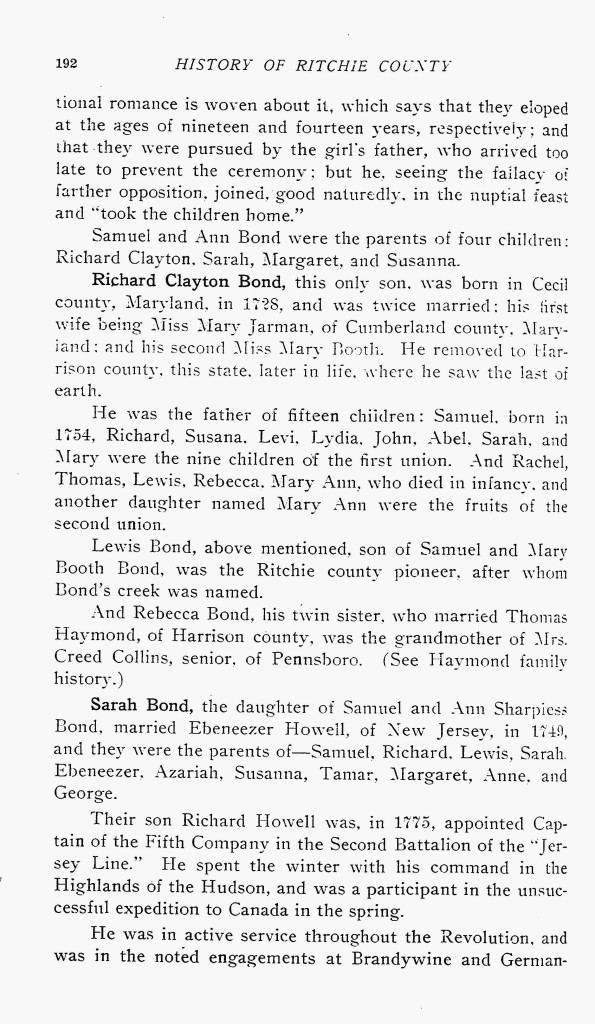 192 HISTORY OF RITCHIE COUNTY
tional romance is woven about it, which says that they eloped
at the ages of nineteen and fourteen years, respectively; and
that they were pursued by the girl's father, who arrived too
late to prevent the ceremony; but he, seeing the failacy of
farther opposition, joined, good naturedly, in the nuptial feast
and "took the children home."
Samuel and Ann Bond were the parents of four children:
Richard Clayton, Sarah, Margaret, and Susanna.
Richard Clayton Bond, this only son, was born in Cecil
county, Maryland, in 1728, and was twice married: his first
wife being Miss Mary Jarman, of Cumberland county, Mary-
land; and his second Miss Mary Booth. He removed to Har-
rison county, this state, later in life, where he saw the last of
earth.
He was the father of fifteen children: Samuel, born in
1754, Richard, Susana, Levi, Lydia, John, Abel, Sarah, and
Mary were the nine children of the first union. And Rachel,
Thomas, Lewis, Rebecca, Mary Ann, who died in infancy, and
another daughter named Mary Ann were the fruits of the
second union.
Lewis Bond, above mentioned, son of Samuel and Mary
Booth Bond, was the Ritchie county pioneer, after whom
Bond's creek was named.
And Rebecca Bond, his twin sister, who married Thomas
Haymond, of Harrison county, was the grandmother of Mrs.
Creed Collins, senior, of Pennsboro. (See Haymond family
history.)
Sarah Bond, the daughter of Samuel and Ann Sharpless
Bond, married Ebeneezer Howell, of New Jersey, in 1749,
and they were the parents of—Samuel, Richard, Lewis, Sarah,
Ebeneezer, Azariah, Susanna, Tamar, Margaret, Anne, and
George.
Their son Richard Howell was, in 1775, appointed Cap-
tain of the Fifth Company in the Second Battalion of the "Jer-
sey Line." He spent the winter with his command in the
Highlands of the Hudson, and was a participant in the unsuc-
cessful expedition to Canada in the spring.
He was in active service throughout the Revolution, and
was in the noted engagements at Brandywine and German-